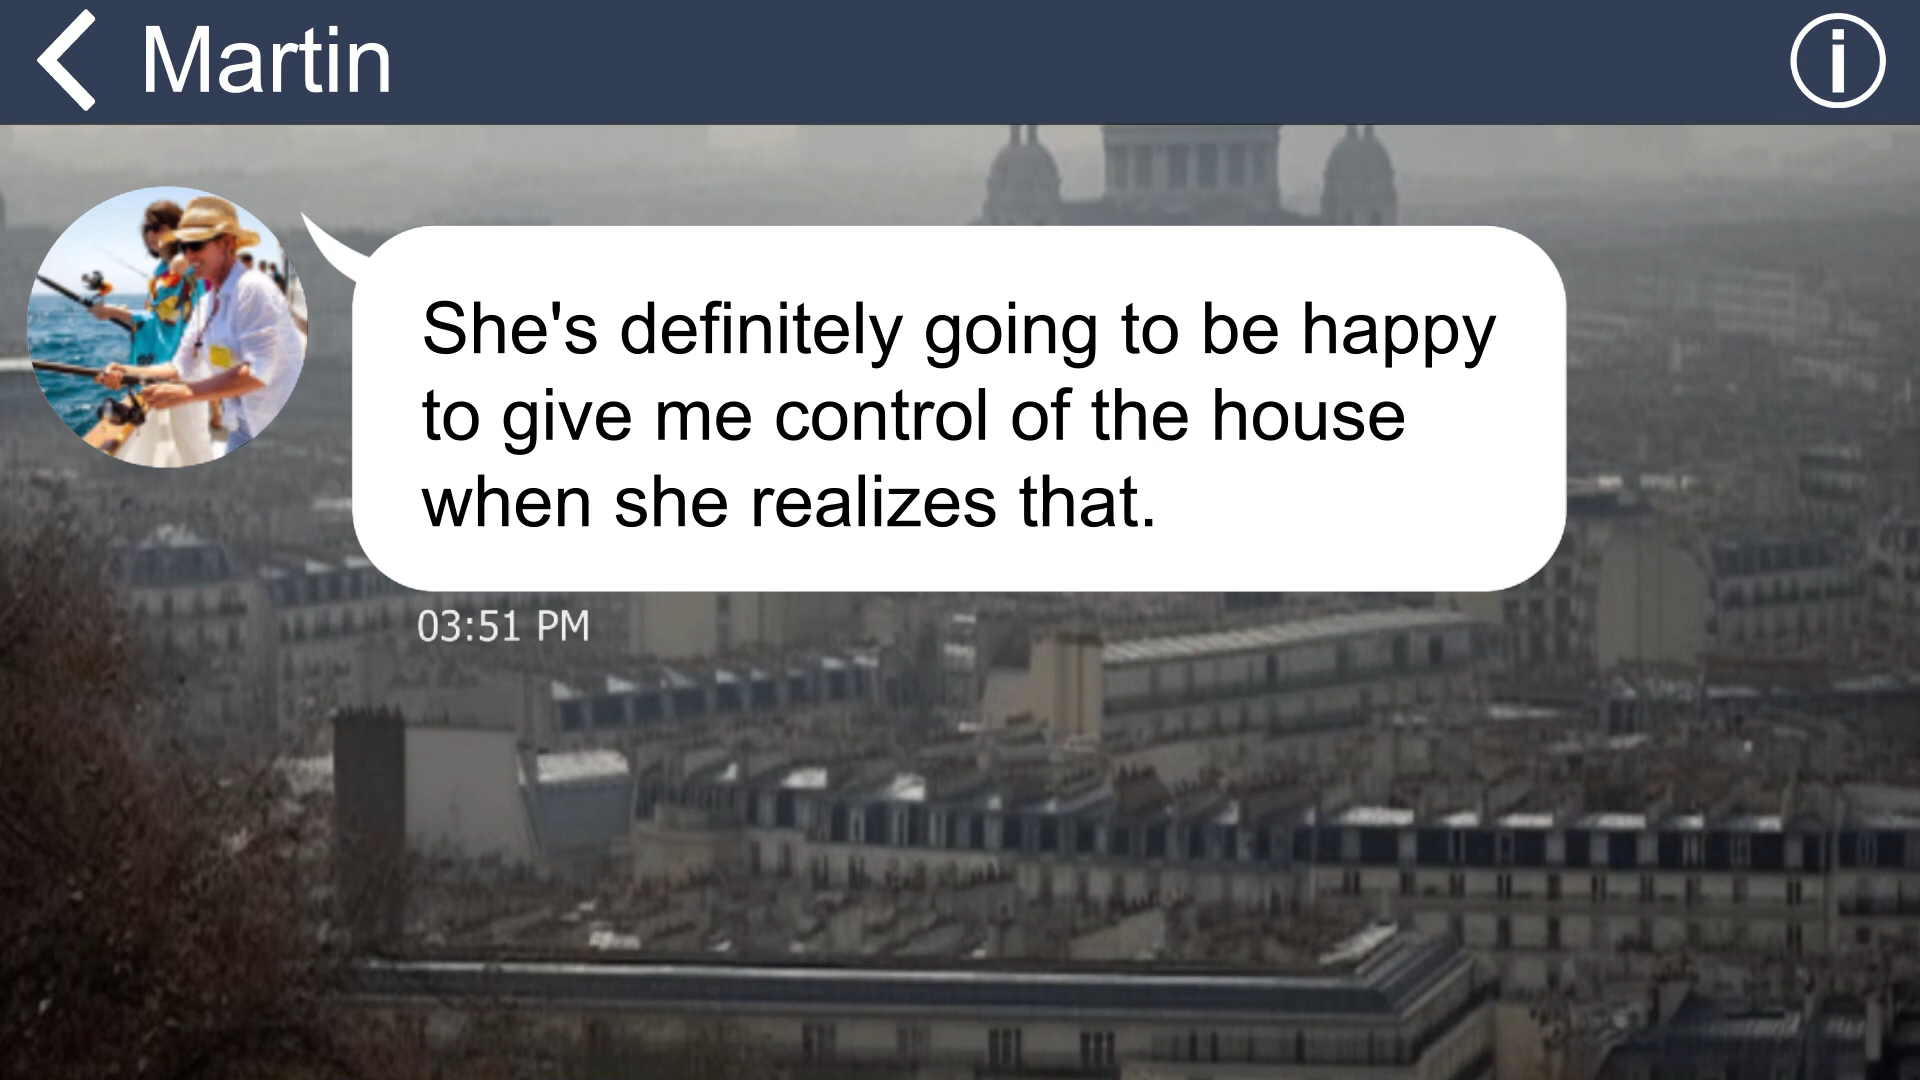 Martin
She's definitely going to be happy
to give me control of the house
when she realizes that.
03:51 PM